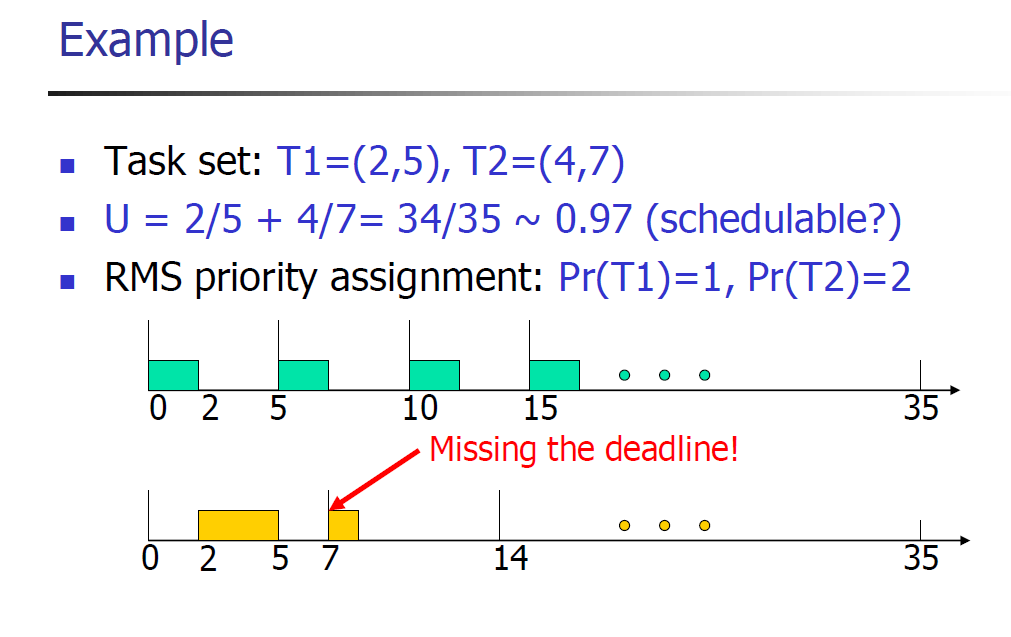 Example
Task set: T1=(2,5), T2=(4,7)
U = 2/5 + 4/7= 34/35 ~ 0.97 (schedulable?)
RMS priority assignment: Pr(T1)=1, Pr(T2)=2
0 2 5 10 15 35
Missing the deadline!
0 2 5 7 14 35